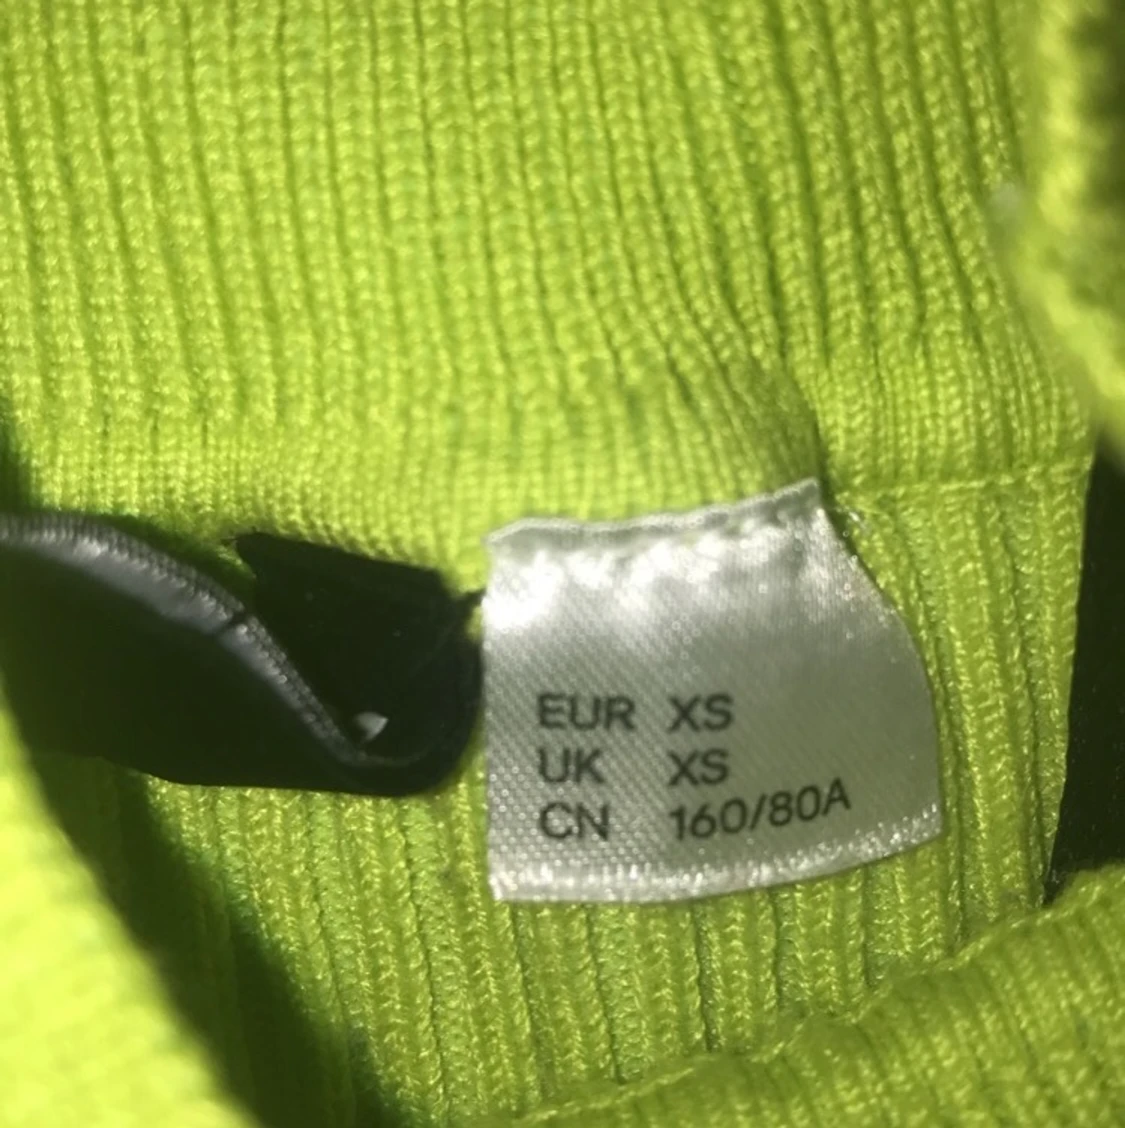 EUR XS
UK XS
CN 160/80A